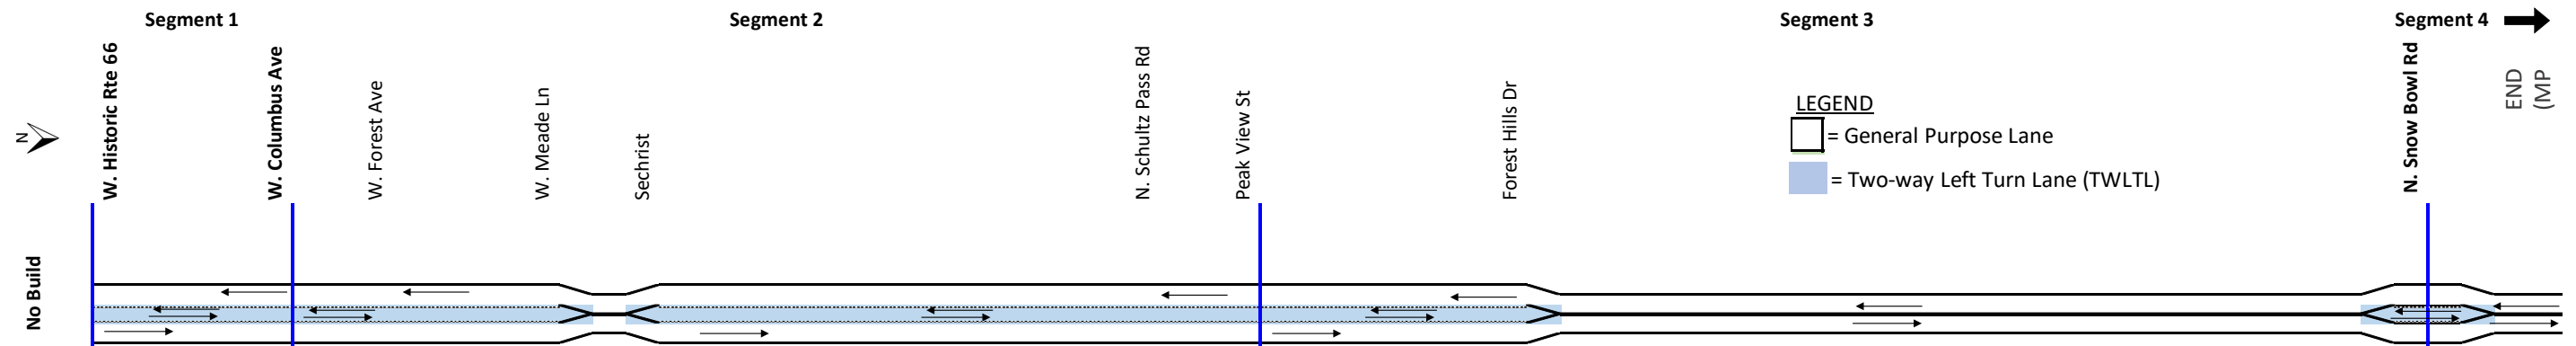 Segment 1
Segment 2
Segment 3
Segment 4
W. Historic Rte 66
W. Columbus Ave
W. Forest Ave
W. Meade Ln
Sechrist
N. Schultz Pass Rd
Peak View St
Forest Hills Dr
N. Snow Bowl Rd
END
(MP
N
LEGEND
= General Purpose Lane
= Two-way Left Turn Lane (TWLTL)
No Build